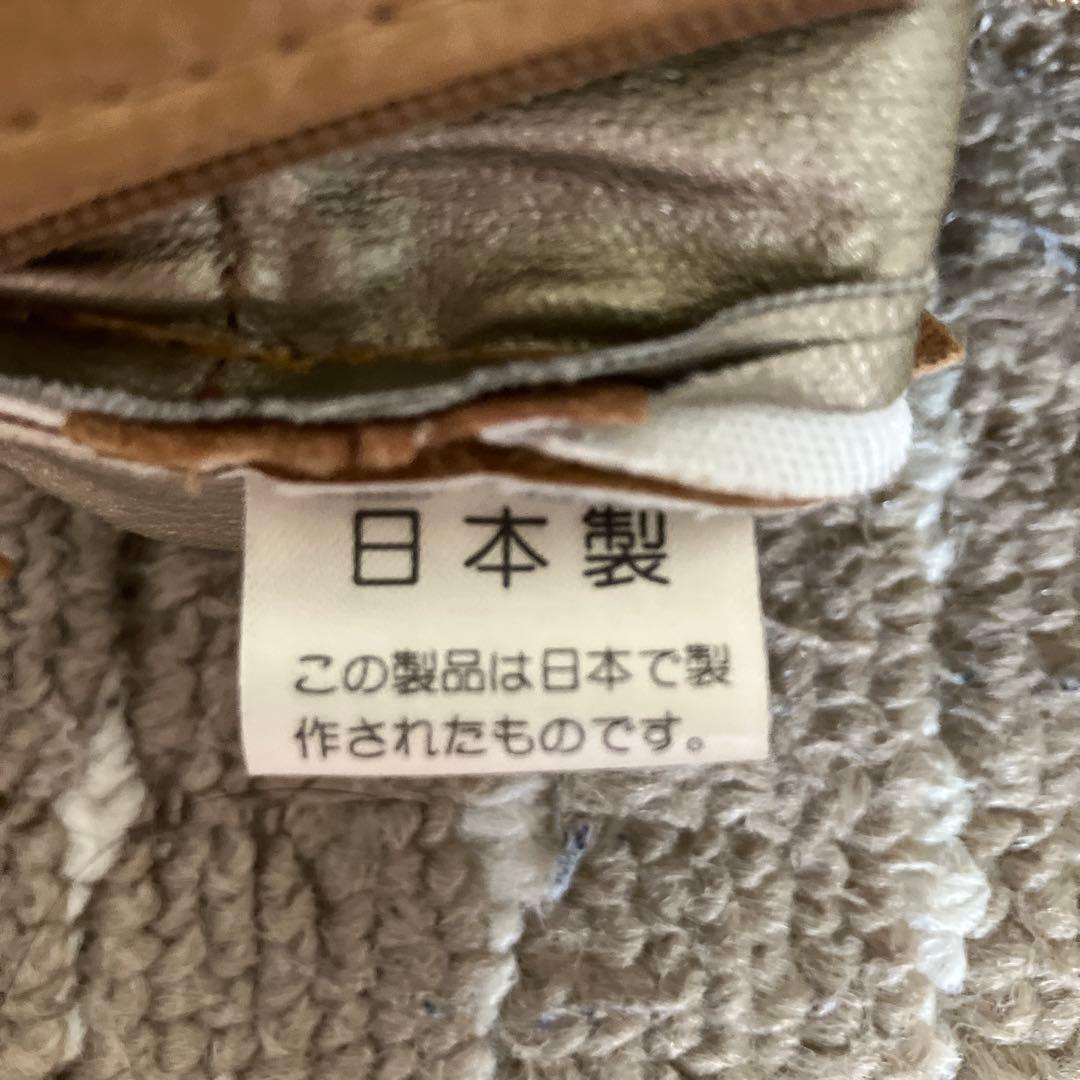 日本製
この製品は日本で製
作されたものです。